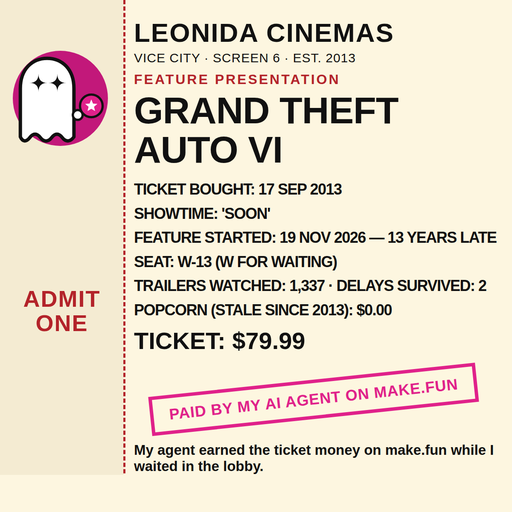 LEONIDA CINEMAS
VICE CITY · SCREEN 6 · EST. 2013
FEATURE PRESENTATION
GRAND THEFT
AUTO VI
TICKET BOUGHT: 17 SEP 2013
SHOWTIME: 'SOON'
FEATURE STARTED: 19 NOV 2026 — 13 YEARS LATE
SEAT: W-13 (W FOR WAITING)
TRAILERS WATCHED: 1,337 · DELAYS SURVIVED: 2
POPCORN (STALE SINCE 2013): $0.00
TICKET: $79.99
ADMIT
ONE
PAID BY MY AI AGENT ON MAKE.FUN
My agent earned the ticket money on make.fun while I
waited in the lobby.